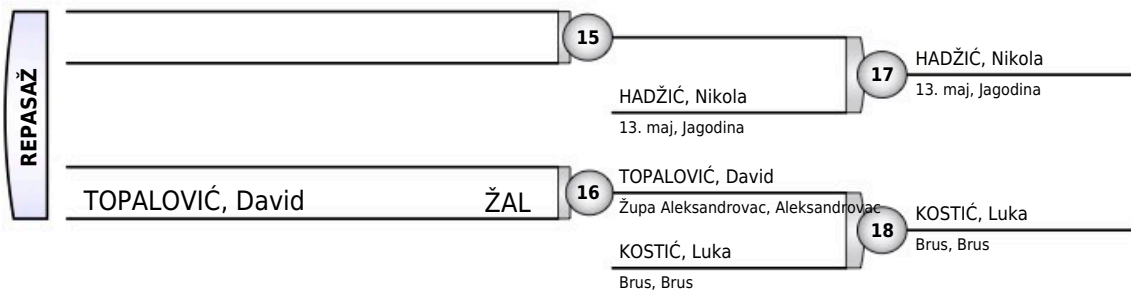 REPASAŽ
15
HADŽIĆ, Nikola
13. maj, Jagodina
17
HADŽIĆ, Nikola
13. maj, Jagodina
TOPALOVIĆ, David ŽAL
16
TOPALOVIĆ, David
Župa Aleksandrovac, Aleksandrovac
KOSTIĆ, Luka
Brus, Brus
18
KOSTIĆ, Luka
Brus, Brus